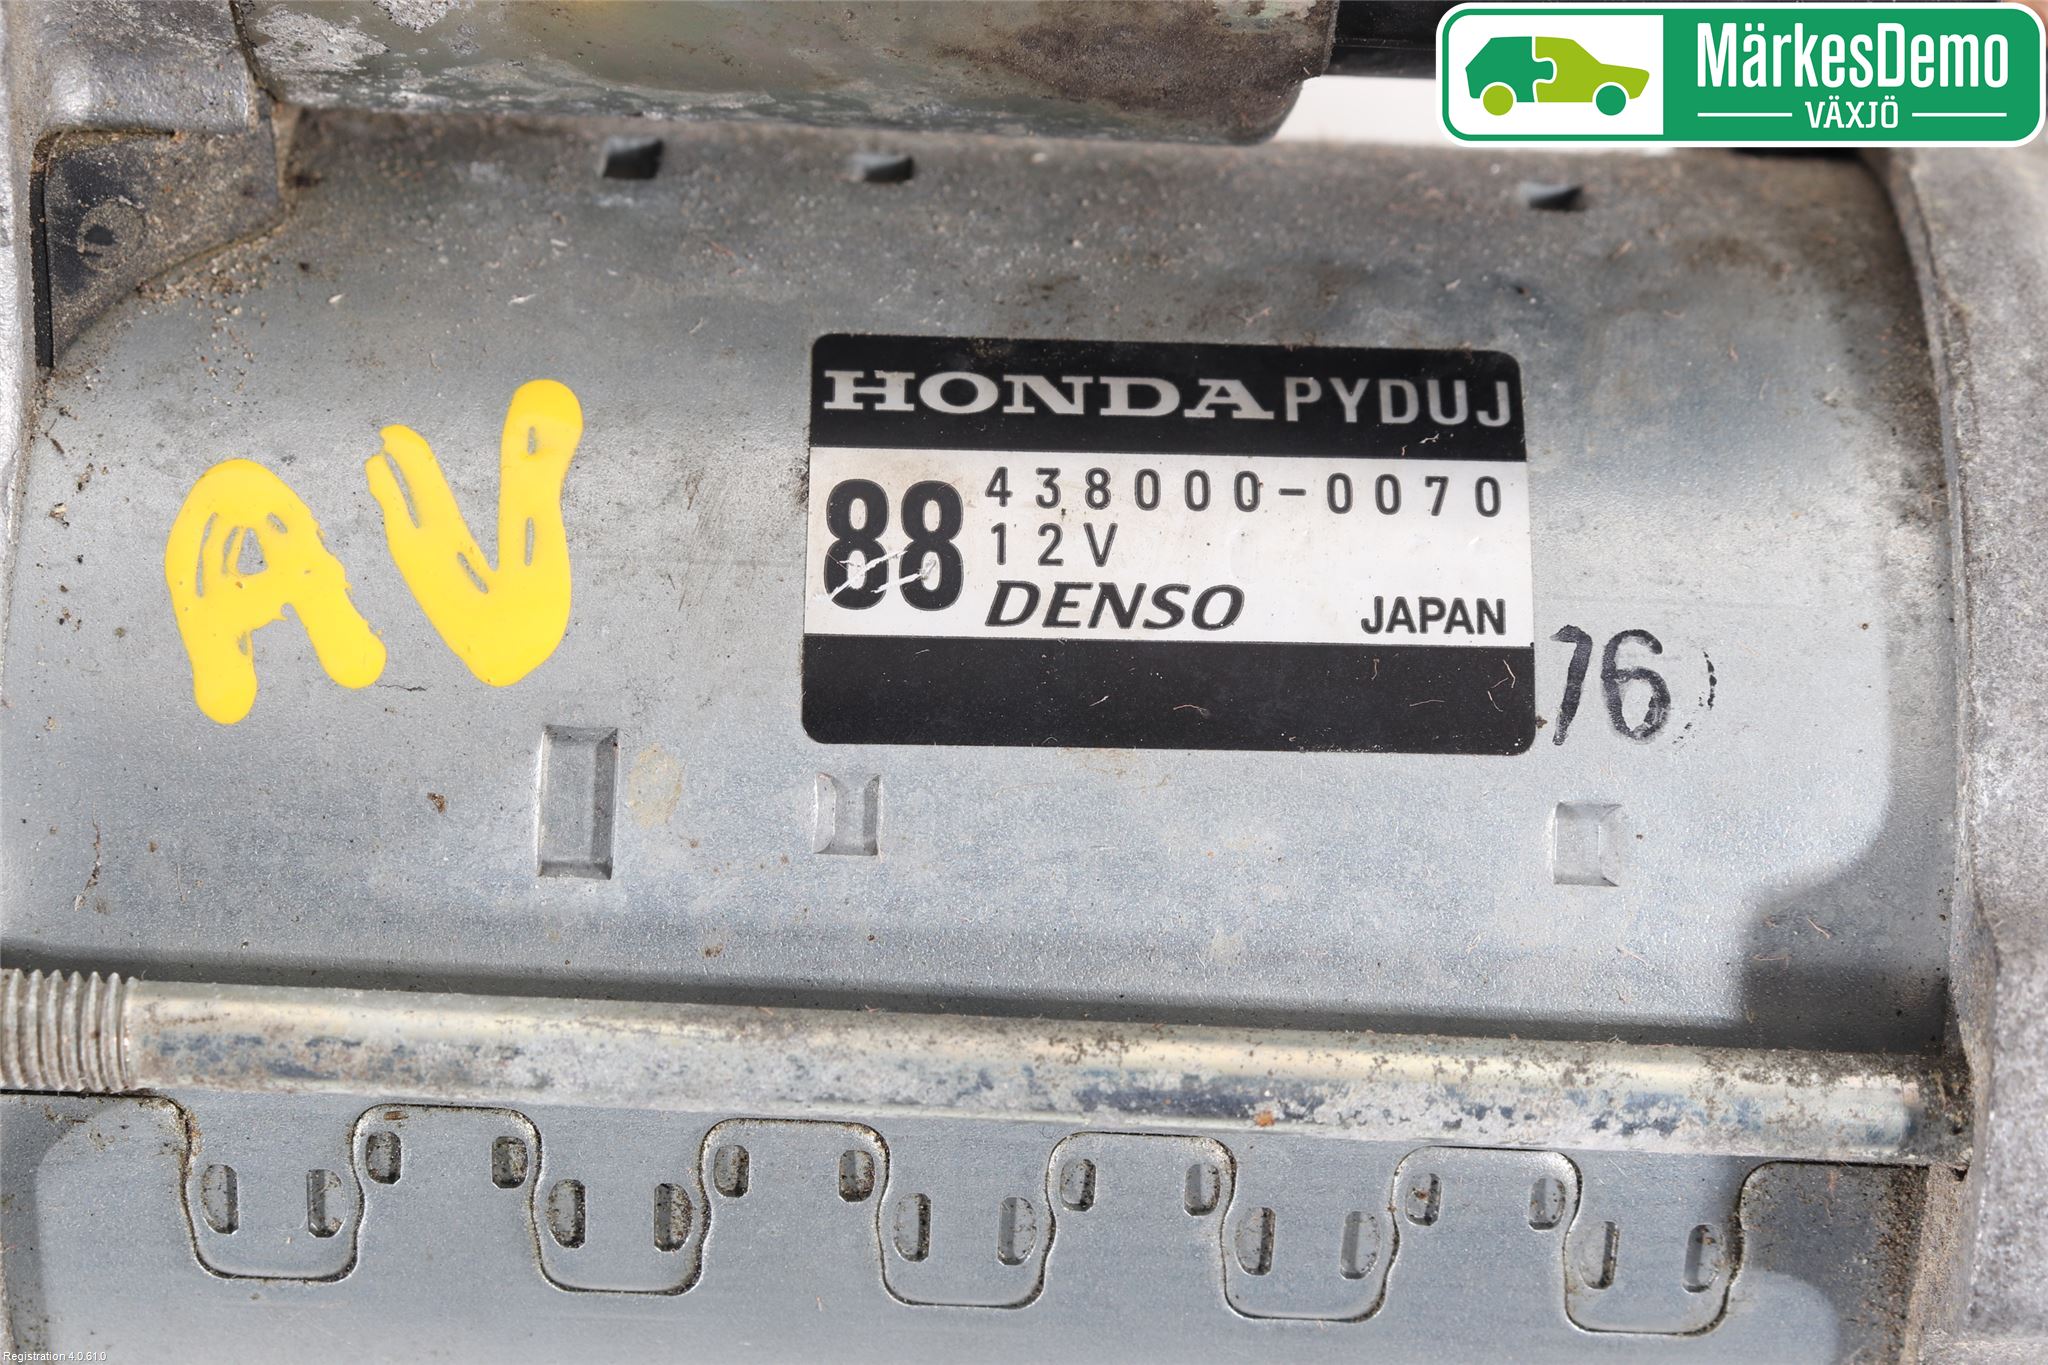 MärkesDemo
VÄXJÖ
HONDA PYDUJ
88
438000-0070
12V
DENSO JAPAN
AV
76
Registration 4.0.61.0